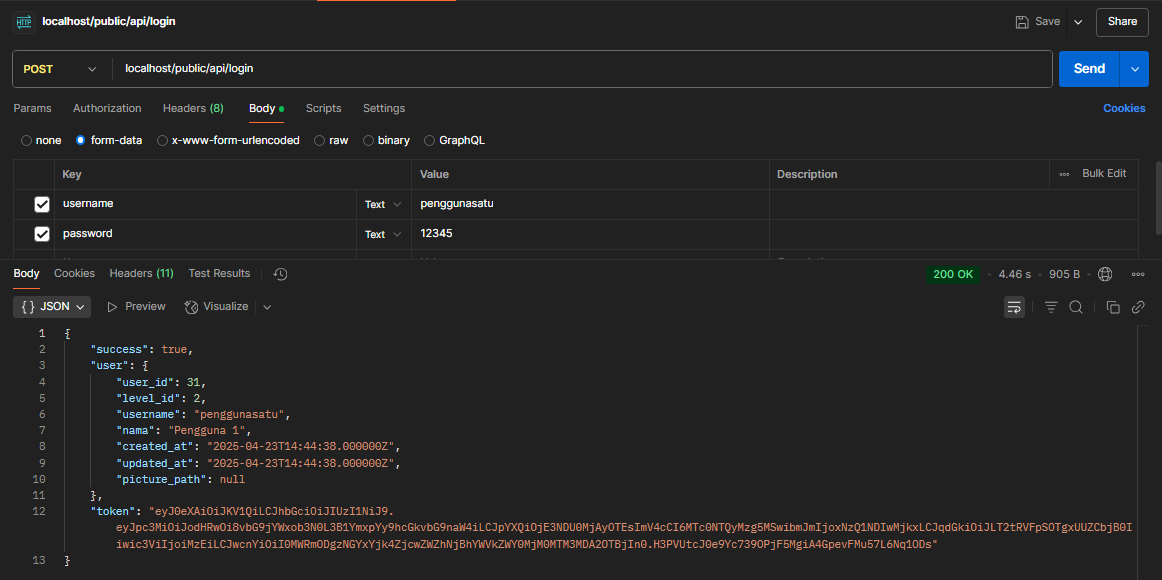 HTTP localhost/public/api/login Save Share
POST localhost/public/api/login Send
Params Authorization Headers (8) Body Scripts Settings Cookies
none form-data x-www-form-urlencoded raw binary GraphQL
Key Value Description Bulk Edit
username Text penggunasatu
password Text 12345
Body Cookies Headers (11) Test Results 200 OK 4.46 s 905 B
{ } JSON Preview Visualize
1 {
2 "success": true,
3 "user": {
4 "user_id": 31,
5 "level_id": 2,
6 "username": "penggunasatu",
7 "nama": "Pengguna 1",
8 "created_at": "2025-04-23T14:44:38.000000Z",
9 "updated_at": "2025-04-23T14:44:38.000000Z",
10 "picture_path": null
11 },
12 "token": "eyJ0eXAiOiJKV1QiLCJhbGciOiJIUzI1NiJ9.
13 }